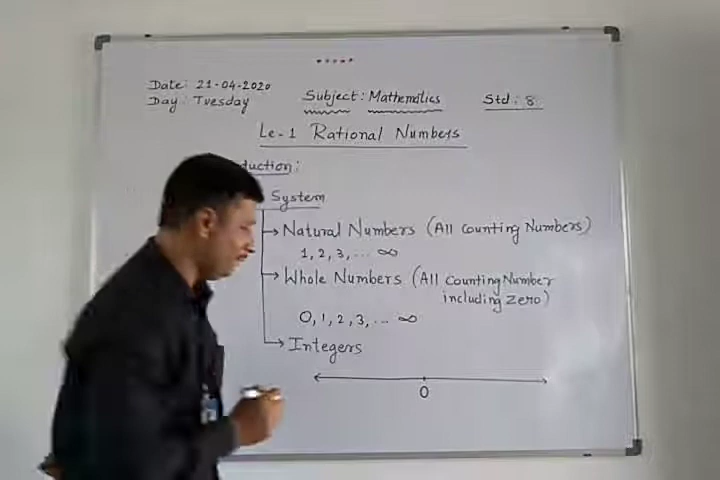 Date: 21-04-2020
Day: Tuesday
Subject: Mathematics
Std: 8
Le-1 Rational Numbers
System
Natural Numbers (All counting Numbers)
1, 2, 3, ... ∞
Whole Numbers (All counting Number
including zero)
0, 1, 2, 3, ... ∞
Integers
0